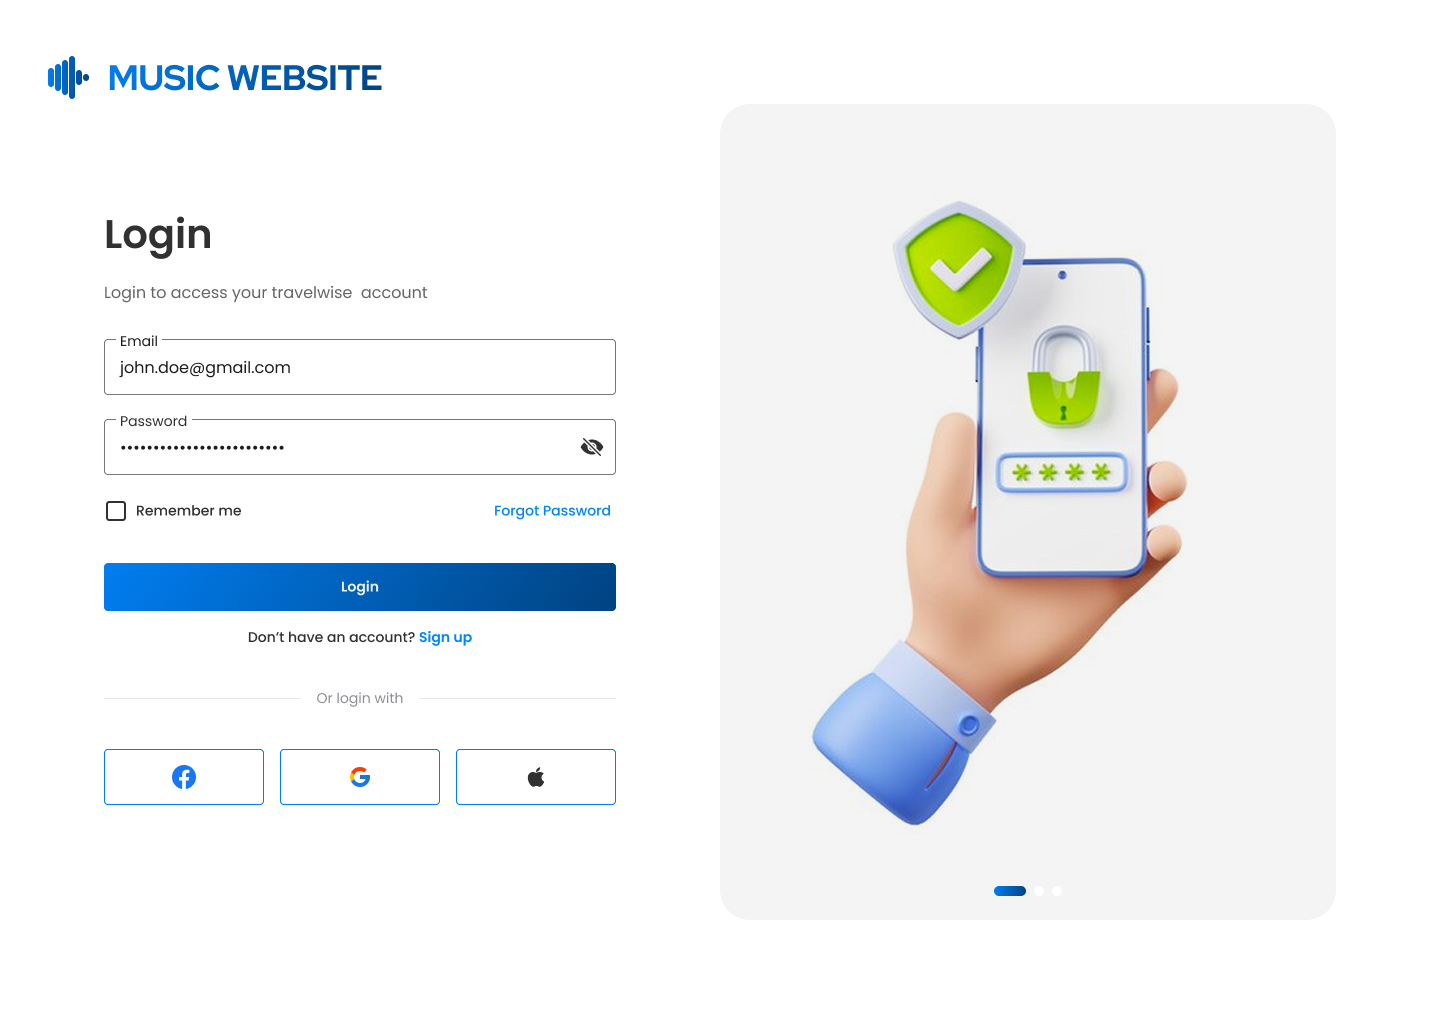 MUSIC WEBSITE
Login
Login to access your travelwise  account
Email
john.doe@gmail.com
Password
•••••••••••••••••••••••••
Remember me
Forgot Password
Login
Don’t have an account? Sign up
Or login with
* * * *